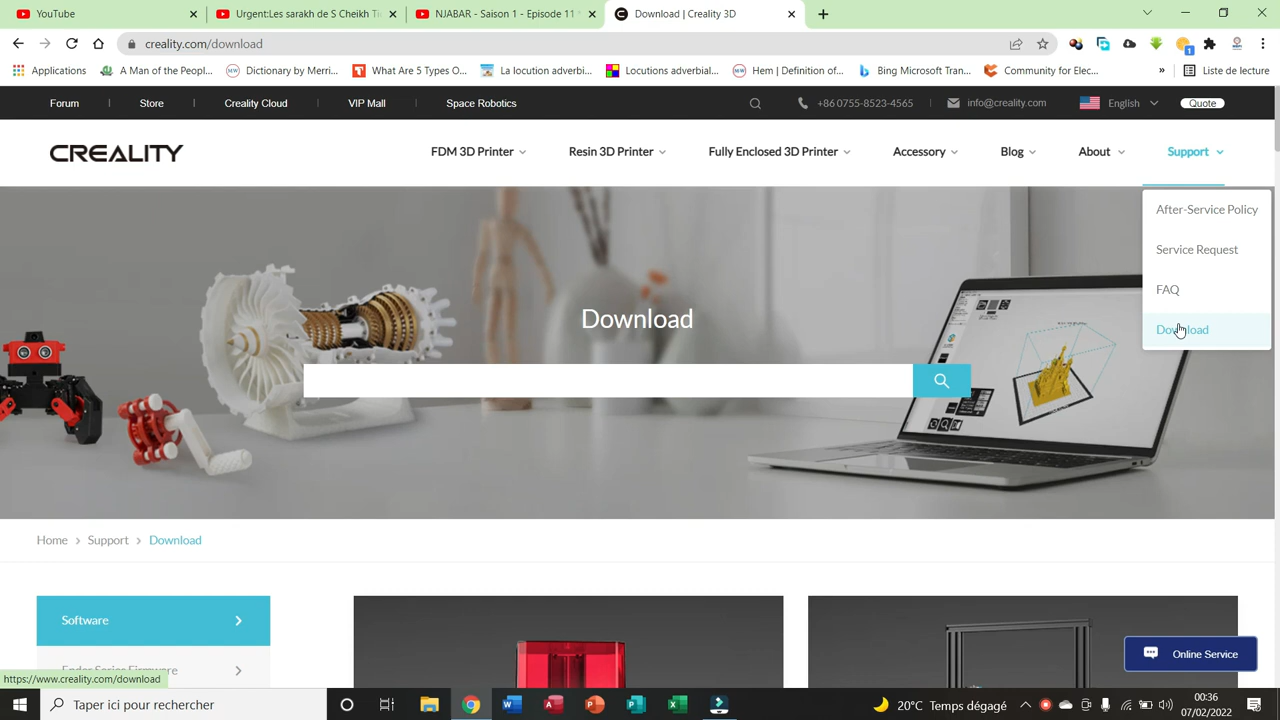 YouTube
Urgent:Les sarakh de S Cheikh Ti
NJABAR - Saison 1 - Episode 11 *
Download | Creality 3D
creality.com/download
1
Applications
A Man of the Peopl...
Dictionary by Merri...
What Are 5 Types O...
La locution adverbi...
Locutions adverbial...
Hem | Definition of...
Bing Microsoft Tran...
Community for Elec...
»
Liste de lecture
Forum
Store
Creality Cloud
VIP Mall
Space Robotics
+86 0755-8523-4565
info@creality.com
English
Quote
CREALITY
FDM 3D Printer
Resin 3D Printer
Fully Enclosed 3D Printer
Accessory
Blog
About
Support
After-Service Policy
Service Request
FAQ
Download
Download
Home > Support > Download
Software
Ender Series Firmware
Online Service
https://www.creality.com/download
Taper ici pour rechercher
20°C Temps dégagé
00:36
07/02/2022